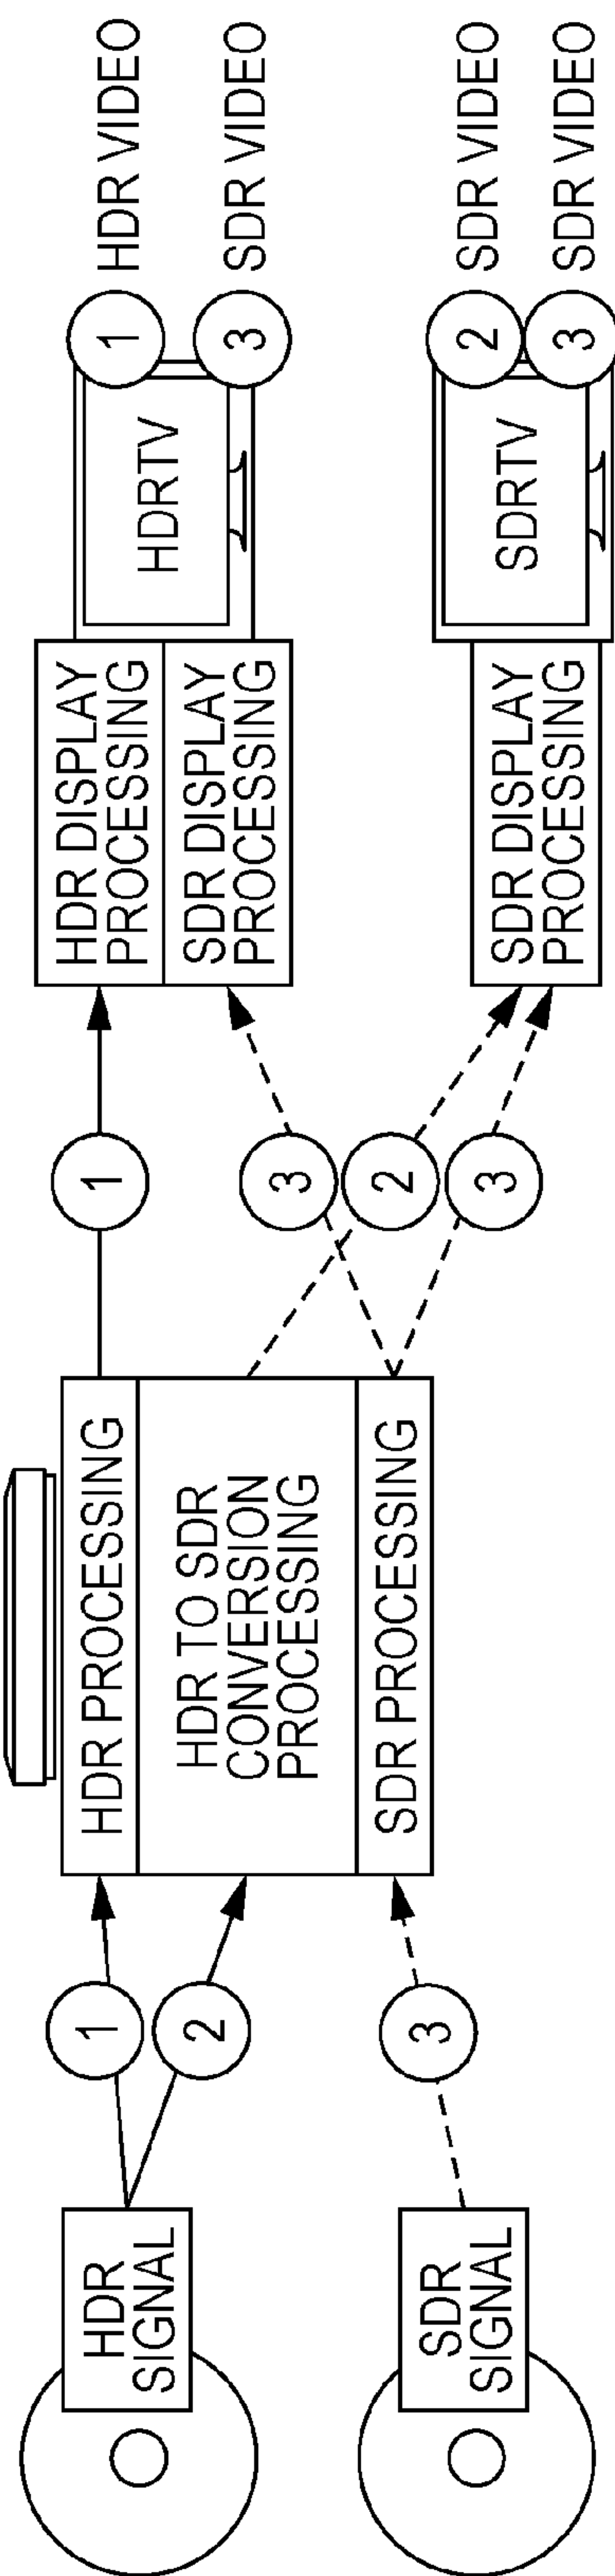 HDR
SIGNAL
1
2
HDR PROCESSING
HDR TO SDR
CONVERSION
PROCESSING
SDR PROCESSING
1
3
2
3
HDR DISPLAY
PROCESSING
SDR DISPLAY
PROCESSING
HDRTV
1
HDR VIDEO
3
SDR VIDEO
SDR
SIGNAL
3
SDR DISPLAY
PROCESSING
SDRTV
2
SDR VIDEO
3
SDR VIDEO